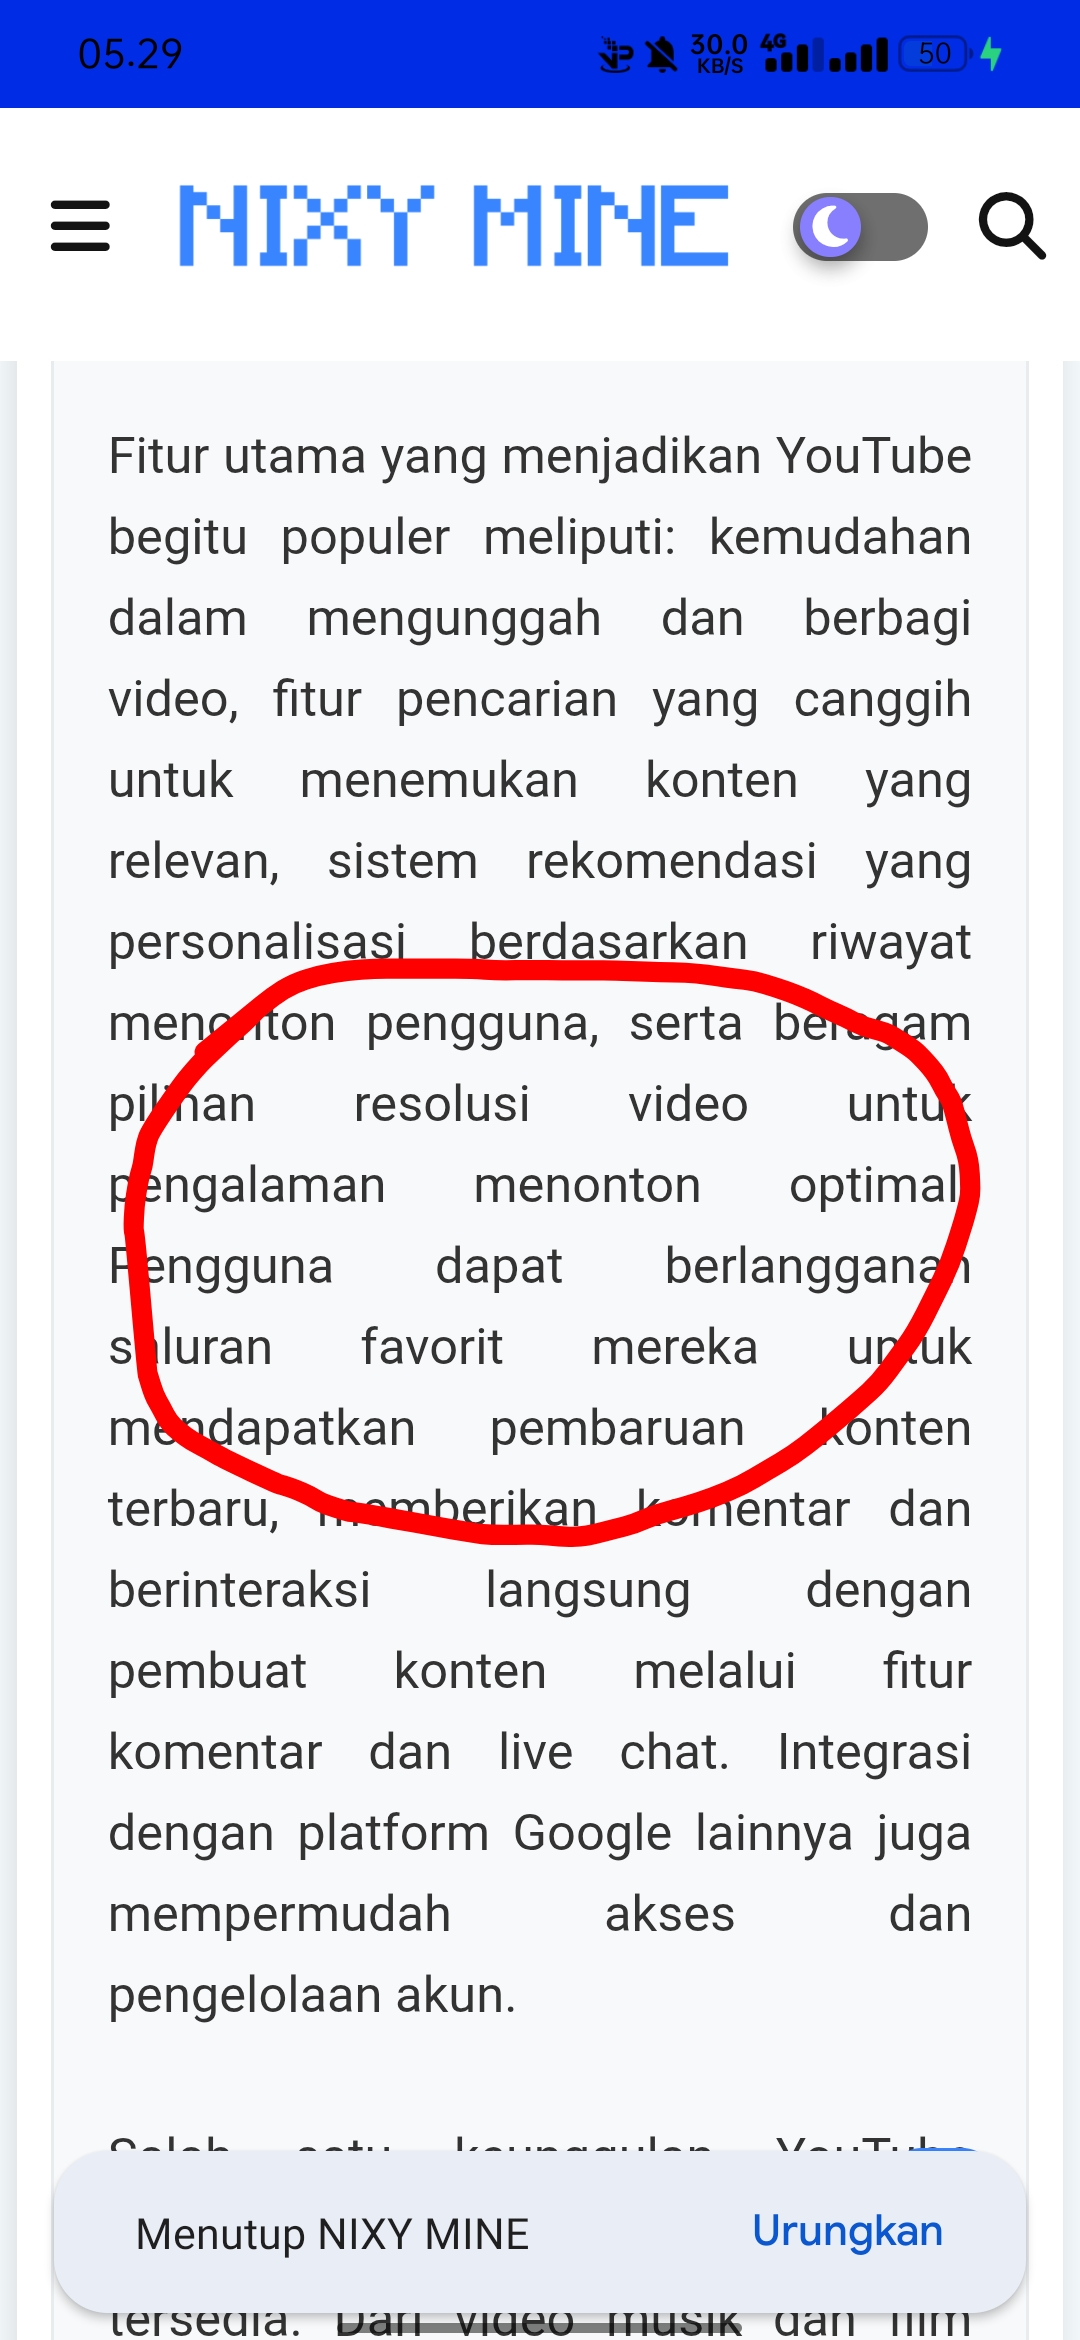 05.29
30.0
KB/S
4G
50
NIXY MINE
Fitur utama yang menjadikan YouTube
begitu populer meliputi: kemudahan
dalam mengunggah dan berbagi
video, fitur pencarian yang canggih
untuk menemukan konten yang
relevan, sistem rekomendasi yang
personalisasi berdasarkan riwayat
menonton pengguna, serta beragam
pilihan resolusi video untuk
pengalaman menonton optimal.
Pengguna dapat berlangganan
saluran favorit mereka untuk
mendapatkan pembaruan konten
terbaru, memberikan komentar dan
berinteraksi langsung dengan
pembuat konten melalui fitur
komentar dan live chat. Integrasi
dengan platform Google lainnya juga
mempermudah akses dan
pengelolaan akun.
Salah satu keunggulan YouTube
Menutup NIXY MINE Urungkan
tersedia. Dari video musik dan film